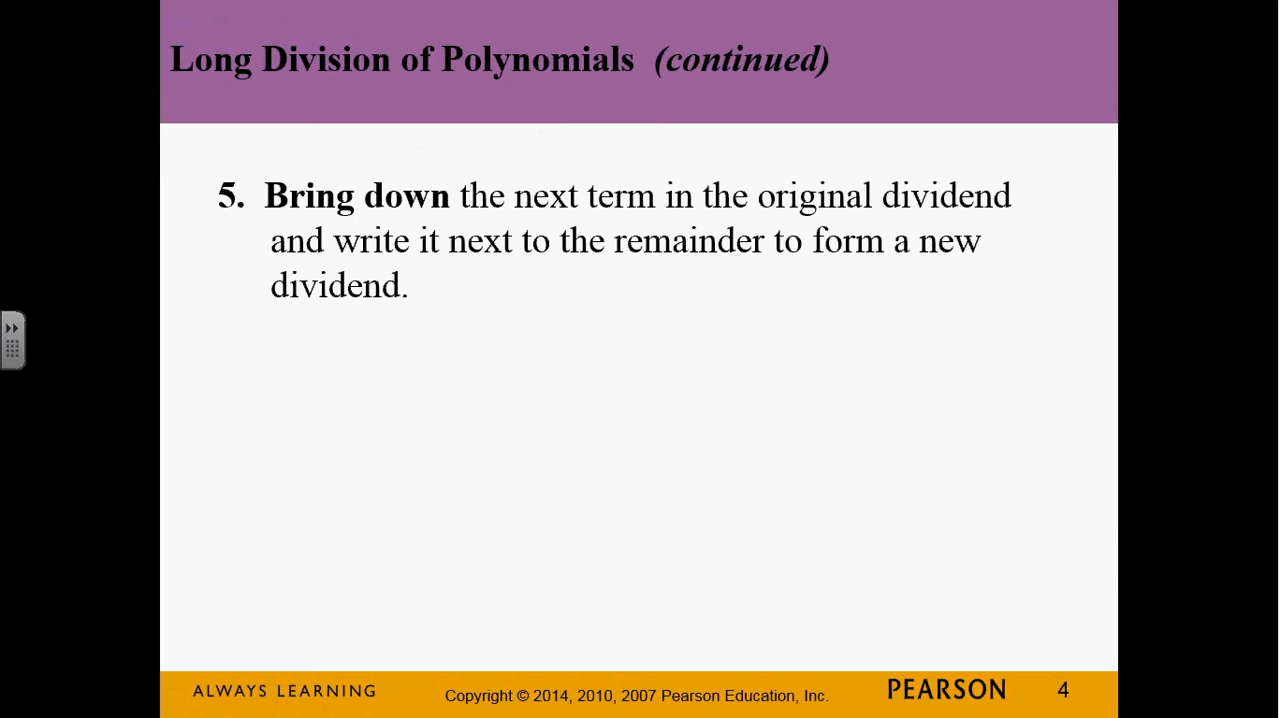 Long Division of Polynomials (continued)
5. Bring down the next term in the original dividend
and write it next to the remainder to form a new
dividend.
ALWAYS LEARNING
Copyright © 2014, 2010, 2007 Pearson Education, Inc.
PEARSON
4